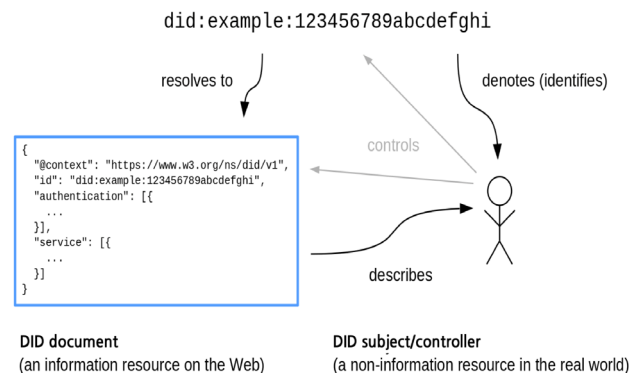 did:example:123456789abcdefghi
resolves to
denotes (identifies)
controls
{
  "@context": "https://www.w3.org/ns/did/v1",
  "id": "did:example:123456789abcdefghi",
  "authentication": [{
    ...
  }],
  "service": [{
    ...
  }]
}
describes
DID document
(an information resource on the Web)
DID subject/controller
(a non-information resource in the real world)